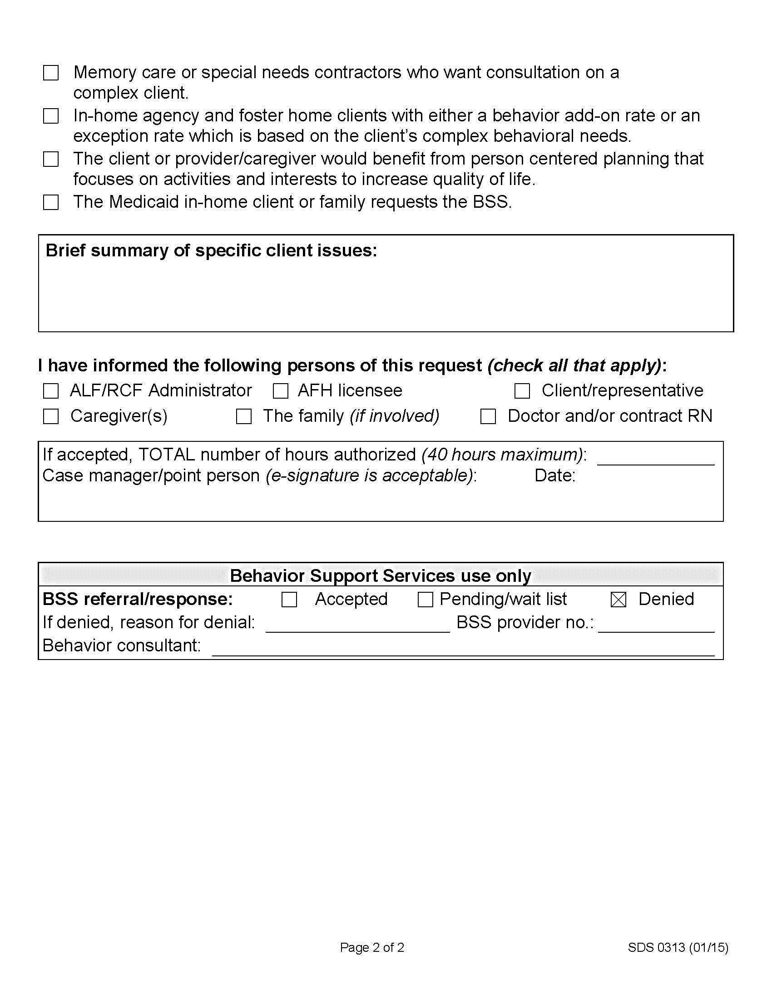 Memory care or special needs contractors who want consultation on a
complex client.
In-home agency and foster home clients with either a behavior add-on rate or an
exception rate which is based on the client's complex behavioral needs.
The client or provider/caregiver would benefit from person centered planning that
focuses on activities and interests to increase quality of life.
The Medicaid in-home client or family requests the BSS.
Brief summary of specific client issues:
I have informed the following persons of this request (check all that apply):
ALF/RCF Administrator AFH licensee Client/representative
Caregiver(s) The family (if involved) Doctor and/or contract RN
If accepted, TOTAL number of hours authorized (40 hours maximum):
Case manager/point person (e-signature is acceptable): Date:
Behavior Support Services use only
BSS referral/response: Accepted Pending/wait list Denied
If denied, reason for denial: BSS provider no.:
Behavior consultant:
Page 2 of 2 SDS 0313 (01/15)